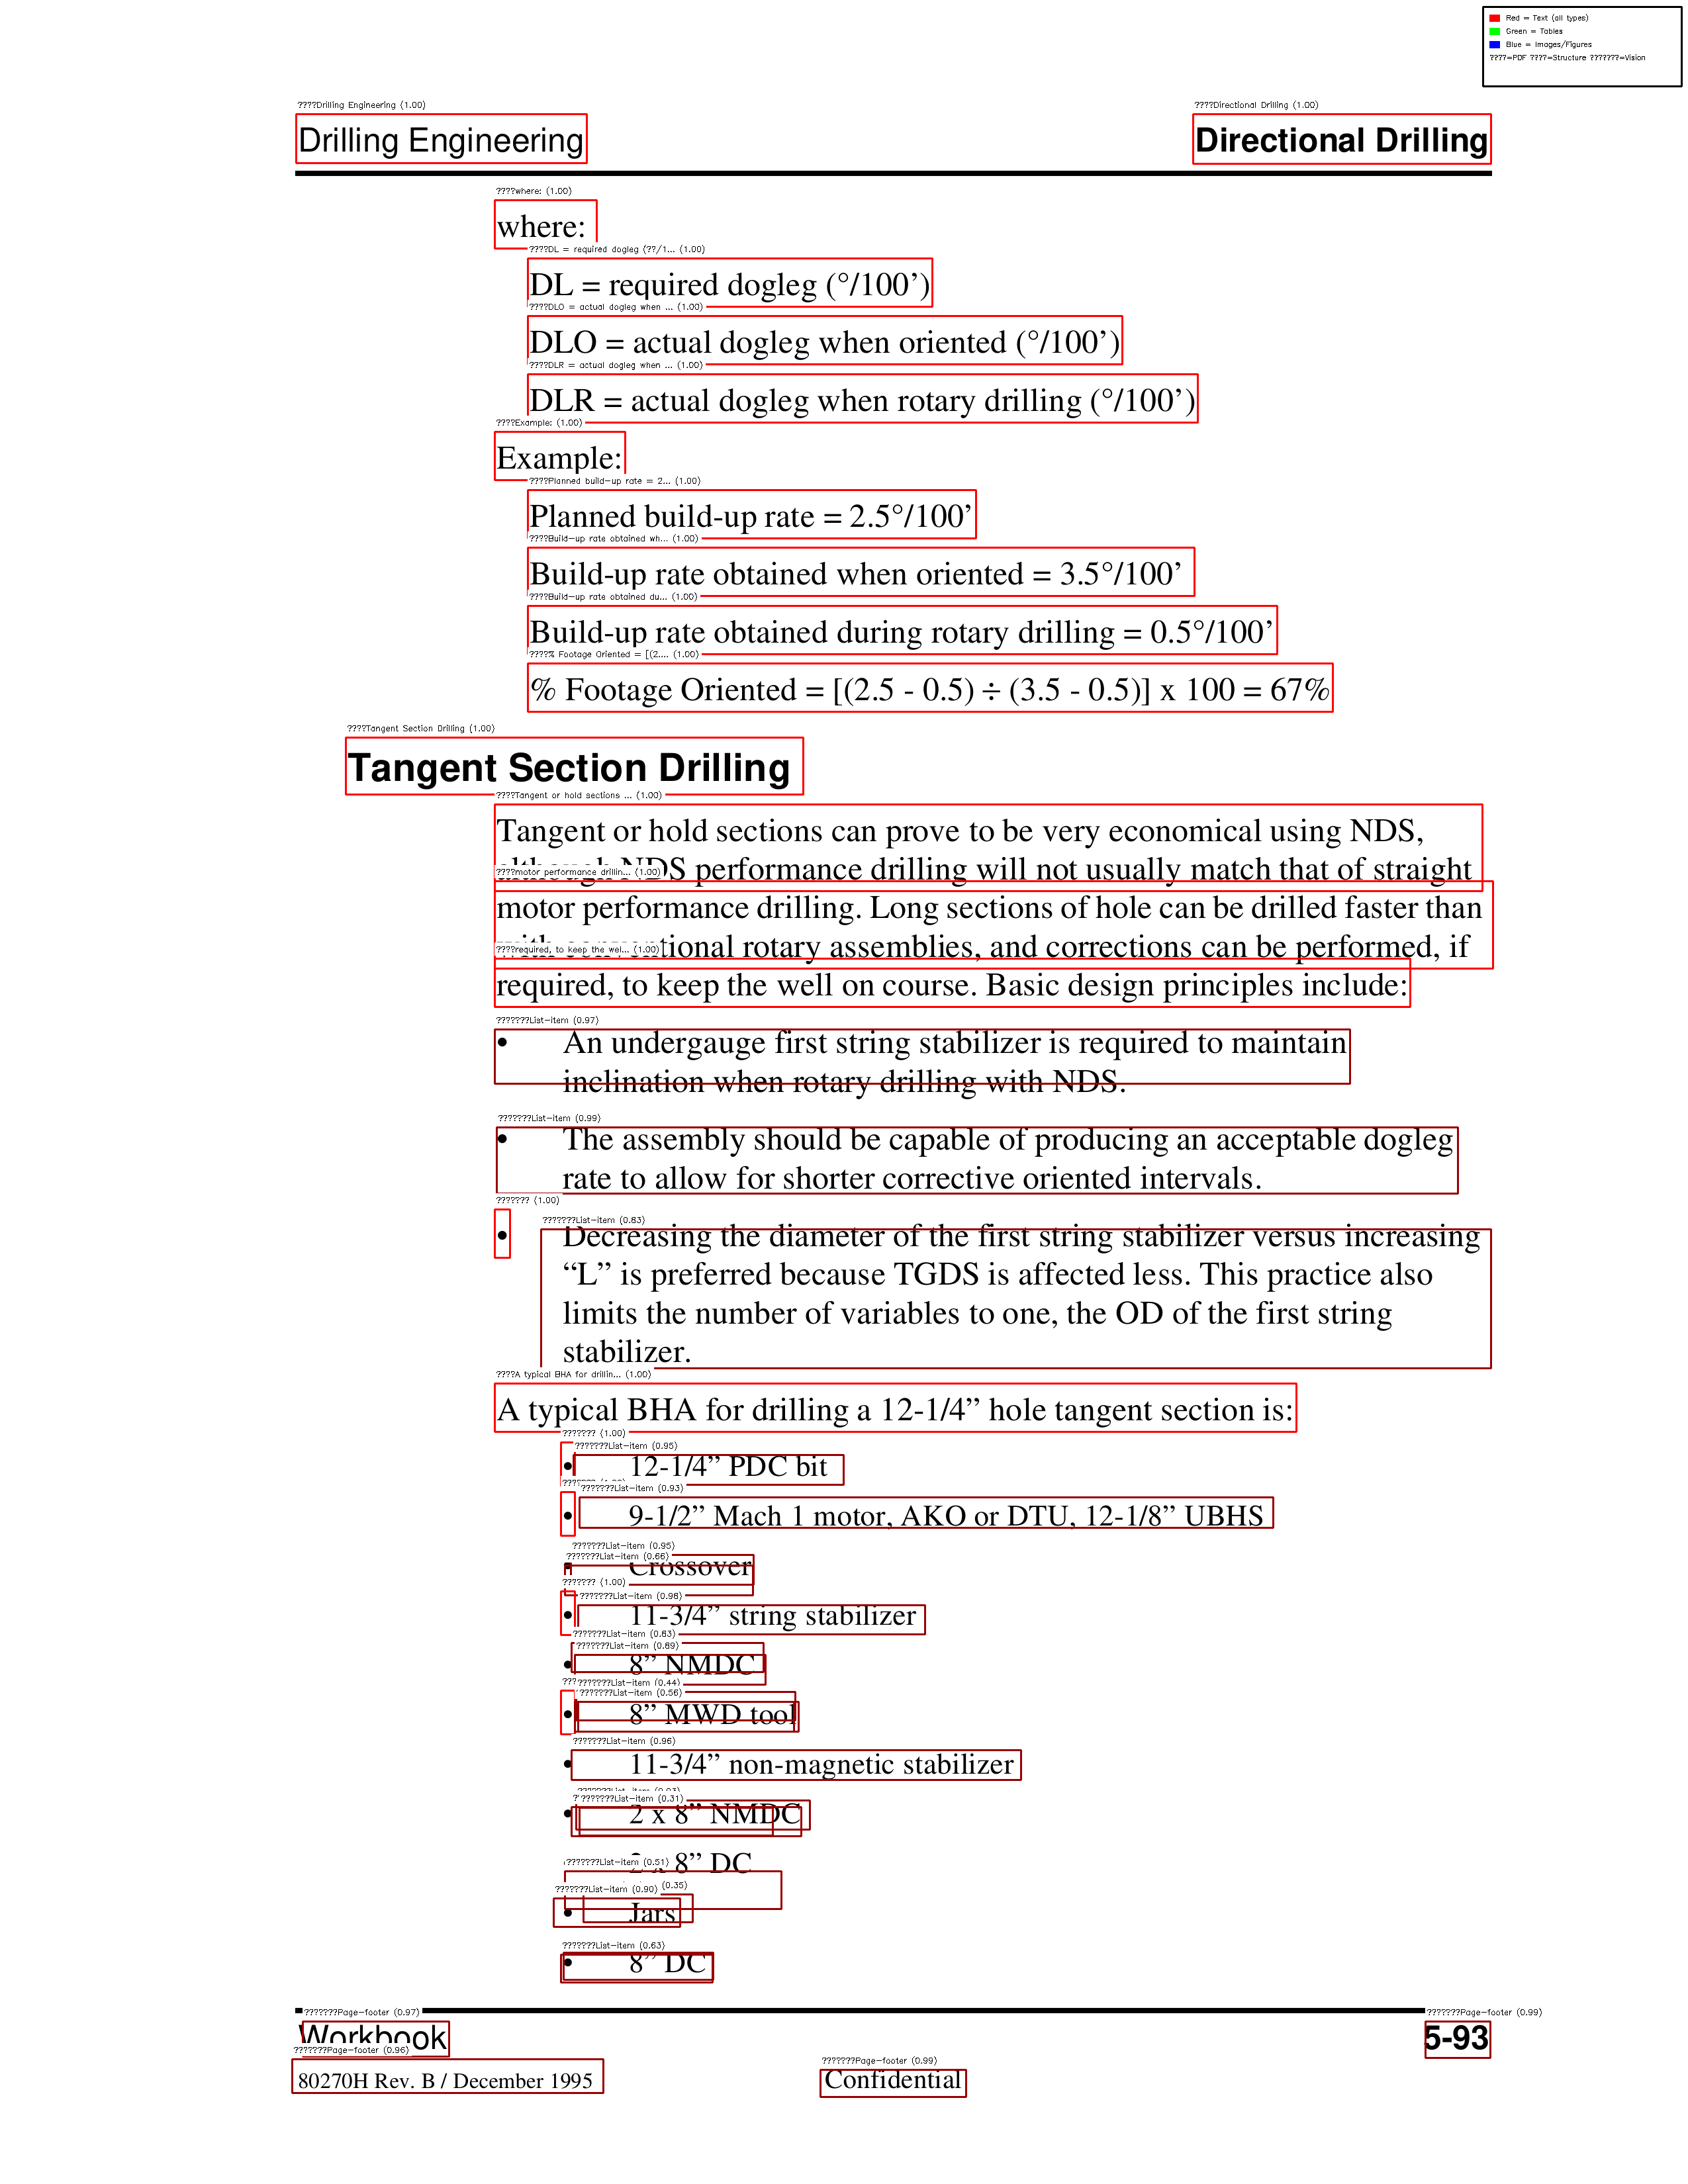 Red = Text (all types)
Green = Tables
Blue = Images/Figures
????=PDF ????=Structure ???????=Vision
????Drilling Engineering (1.00)
????Directional Drilling (1.00)
Drilling Engineering
Directional Drilling
????where: (1.00)
where:
????DL = required dogleg (??/1... (1.00)
DL = required dogleg (°/100’)
????DLO = actual dogleg when ... (1.00)
DLO = actual dogleg when oriented (°/100’)
????DLR = actual dogleg when ... (1.00)
DLR = actual dogleg when rotary drilling (°/100’)
????Example: (1.00)
Example:
????Planned build-up rate = 2... (1.00)
Planned build-up rate = 2.5°/100’
????Build-up rate obtained wh... (1.00)
Build-up rate obtained when oriented = 3.5°/100’
????Build-up rate obtained du... (1.00)
Build-up rate obtained during rotary drilling = 0.5°/100’
????% Footage Oriented = [(2.... (1.00)
% Footage Oriented = [(2.5 - 0.5) ÷ (3.5 - 0.5)] x 100 = 67%
????Tangent Section Drilling (1.00)
Tangent Section Drilling
????Tangent or hold sections ... (1.00)
Tangent or hold sections can prove to be very economical using NDS,
although NDS performance drilling will not usually match that of straight
????motor performance drillin... (1.00)
motor performance drilling. Long sections of hole can be drilled faster than
with conventional rotary assemblies, and corrections can be performed, if
????required, to keep the wel... (1.00)
required, to keep the well on course. Basic design principles include:
???????List-item (0.97)
• An undergauge first string stabilizer is required to maintain
inclination when rotary drilling with NDS.
???????List-item (0.99)
• The assembly should be capable of producing an acceptable dogleg
rate to allow for shorter corrective oriented intervals.
??????? (1.00)
???????List-item (0.83)
• Decreasing the diameter of the first string stabilizer versus increasing
“L” is preferred because TGDS is affected less. This practice also
limits the number of variables to one, the OD of the first string
stabilizer.
????A typical BHA for drillin... (1.00)
A typical BHA for drilling a 12-1/4” hole tangent section is:
??????? (1.00)
???????List-item (0.95)
• 12-1/4” PDC bit
???????List-item (0.93)
• 9-1/2” Mach 1 motor, AKO or DTU, 12-1/8” UBHS
???????List-item (0.95)
???????List-item (0.66)
• Crossover
??????? (1.00)
???????List-item (0.98)
• 11-3/4” string stabilizer
???????List-item (0.83)
???????List-item (0.89)
• 8” NMDC
???????List-item (0.44)
???????List-item (0.56)
• 8” MWD tool
???????List-item (0.96)
• 11-3/4” non-magnetic stabilizer
???????List-item (0.31)
• 2 x 8” NMDC
2 x 8” DC
???????List-item (0.51)
(0.35)
???????List-item (0.90)
• Jars
???????List-item (0.63)
• 8” DC
???????Page-footer (0.97)
???????Page-footer (0.99)
Workbook
5-93
???????Page-footer (0.96)
???????Page-footer (0.99)
80270H Rev. B / December 1995
Confidential